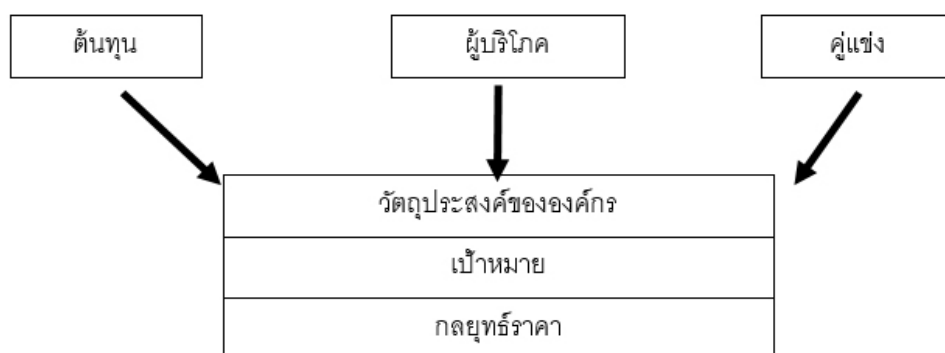 ต้นทุน
ผู้บริโภค
คู่แข่ง
วัตถุประสงค์ขององค์กร
เป้าหมาย
กลยุทธ์ราคา